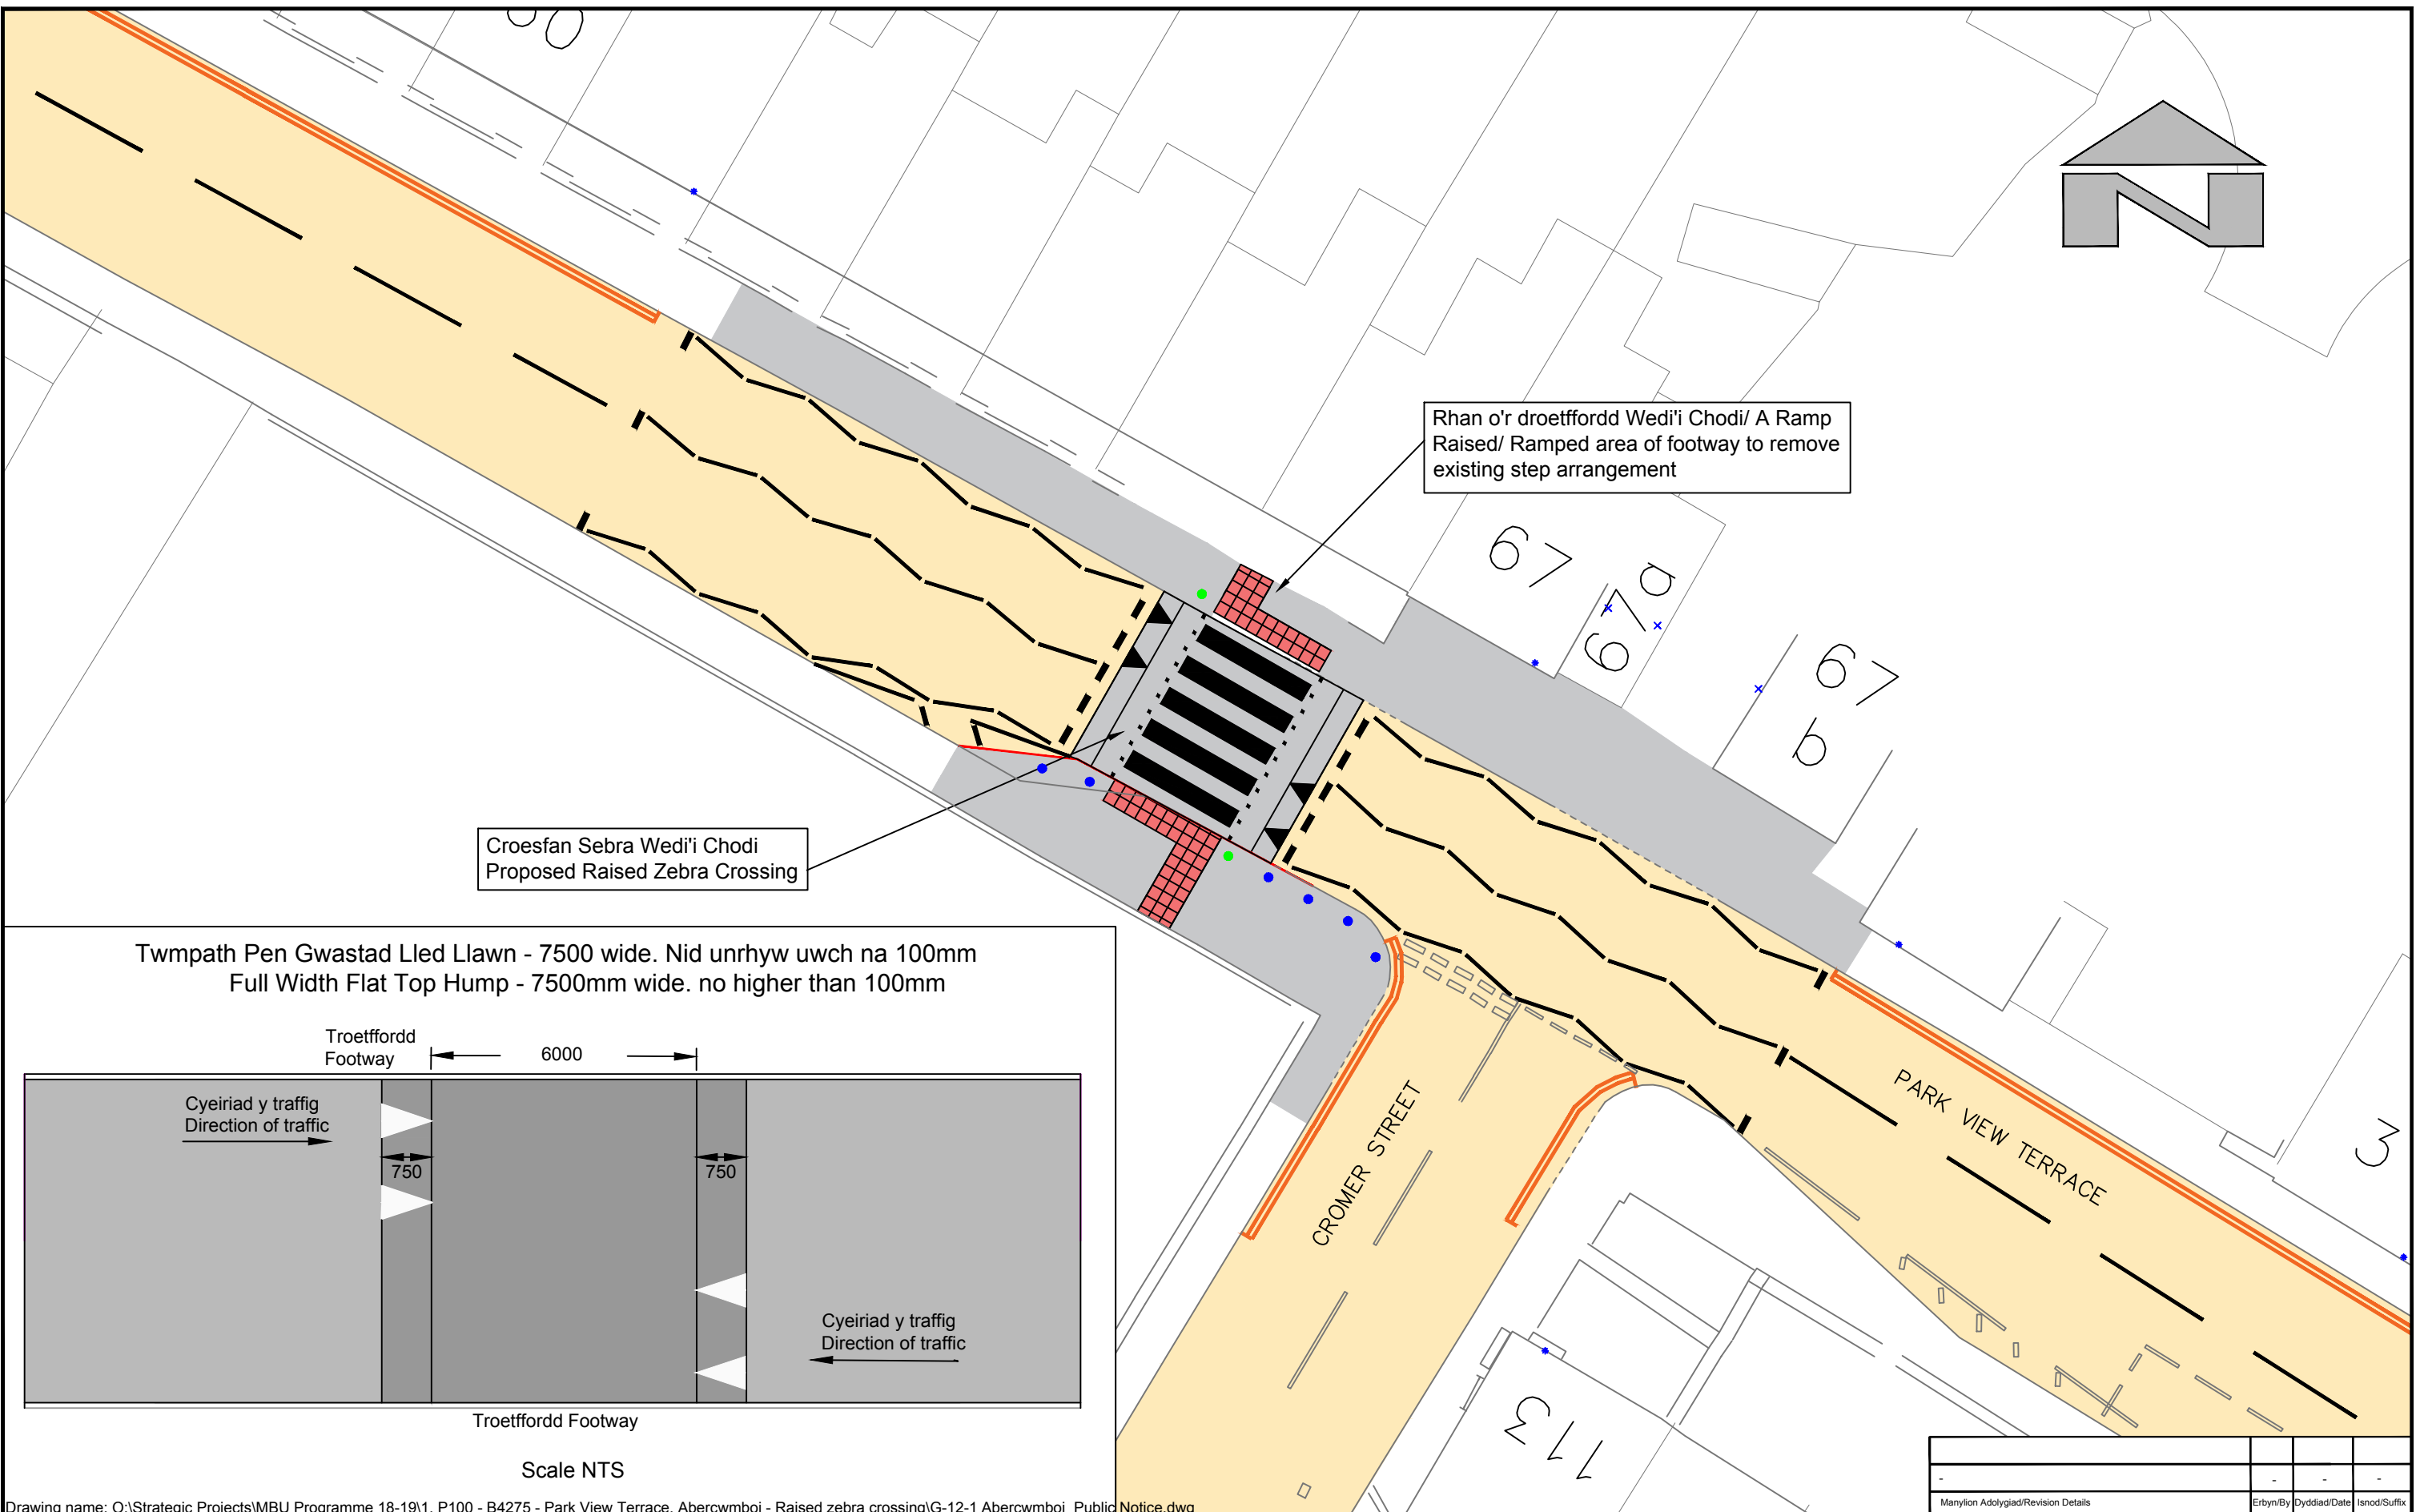 N
Rhan o'r droetffordd Wedi'i Chodi/ A Ramp
Raised/ Ramped area of footway to remove
existing step arrangement
67
67a
67
b
Croesfan Sebra Wedi'i Chodi
Proposed Raised Zebra Crossing
Twmpath Pen Gwastad Lled Llawn - 7500 wide. Nid unrhyw uwch na 100mm
Full Width Flat Top Hump - 7500mm wide. no higher than 100mm
Troetffordd
Footway
6000
Cyeiriad y traffig
Direction of traffic
750
750
Cyeiriad y traffig
Direction of traffic
Troetffordd Footway
Scale NTS
CROMER STREET
PARK VIEW TERRACE
3
113
- - - -
Manylion Adolygiad/Revision Details Erbyn/By Dyddiad/Date Isnod/Suffix
Drawing name: O:\Strategic Projects\MBU Programme 18-19\1. P100 - B4275 - Park View Terrace, Abercwmboi - Raised zebra crossing\G-12-1 Abercwmboi_Public Notice.dwg